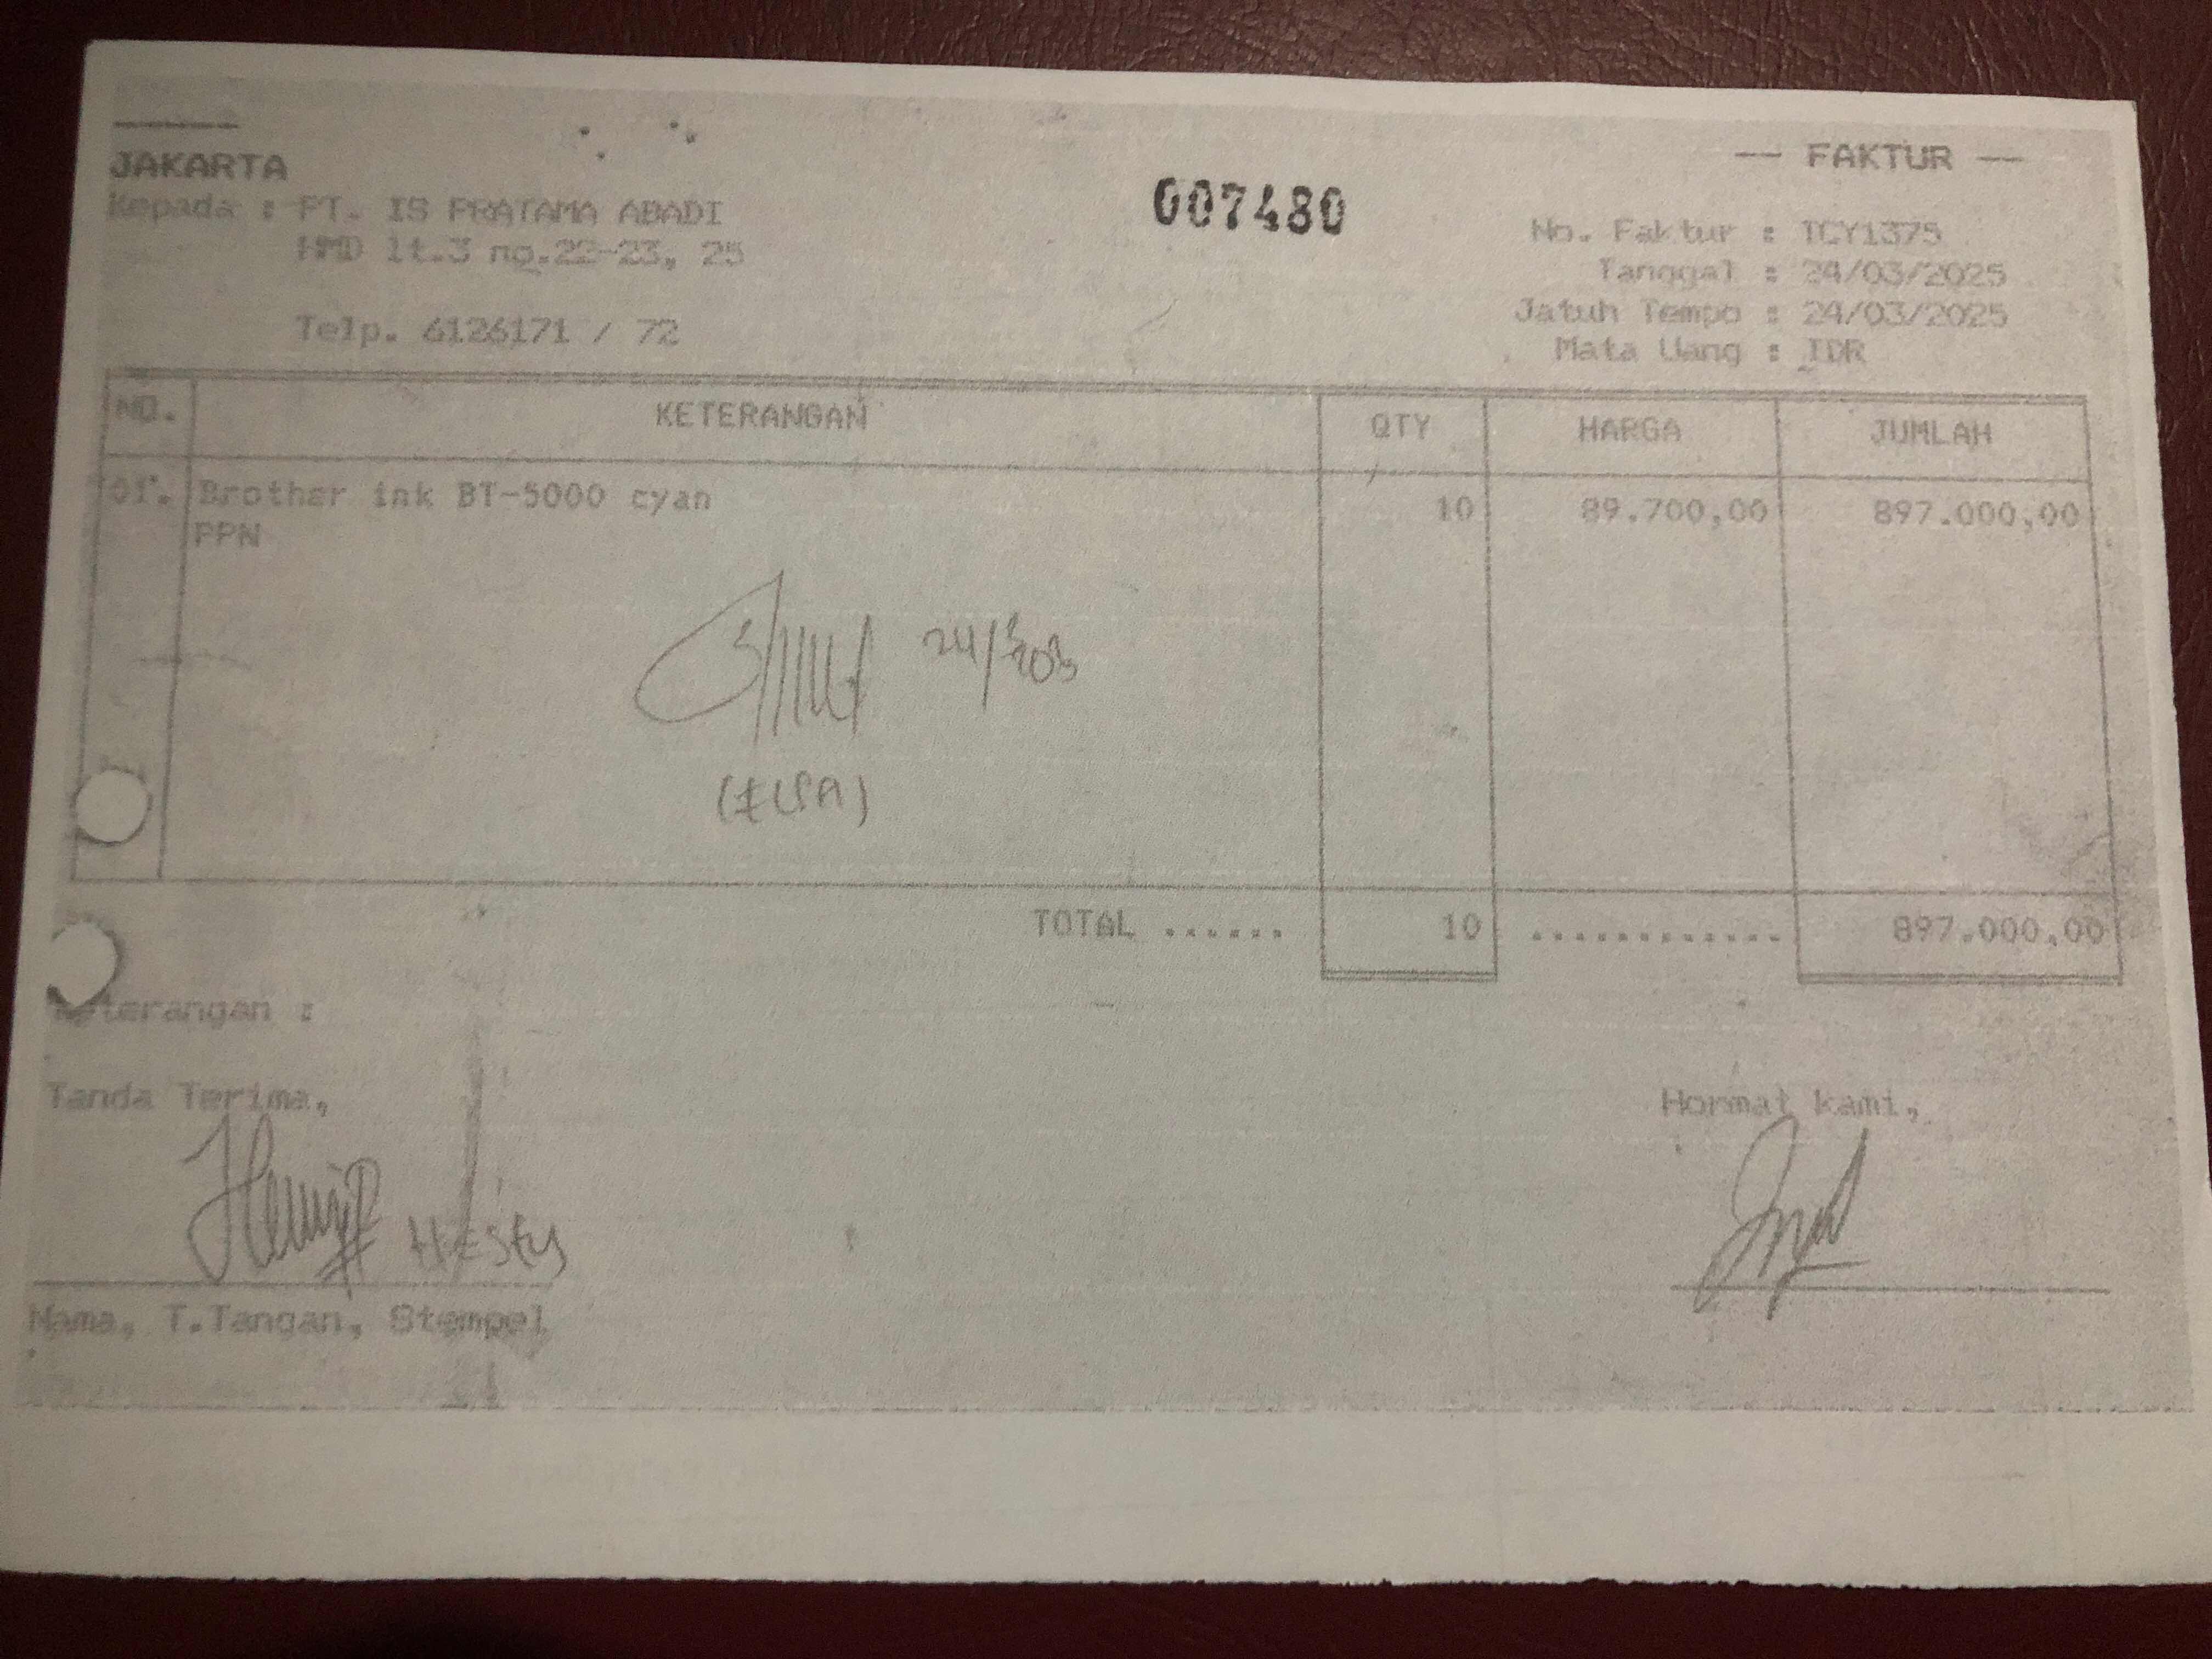 JAKARTA
Kepada : PT. IS PRATAMA ABADI
HMD lt.3 no.22-23, 25
Telp. 6126171 / 72
007480
-- FAKTUR --
No. Faktur : TCY1375
Tanggal : 24/03/2025
Jatuh Tempo : 24/03/2025
Mata Uang : IDR
NO. KETERANGAN QTY HARGA JUMLAH
01. Brother ink BT-5000 cyan 10 89.700,00 897.000,00
PPN
(ELSA)
TOTAL ...... 10 ............ 897.000,00
Keterangan :
Tanda Terima,
Hormat kami,
Hesty
Nama, T.Tangan, Stempel